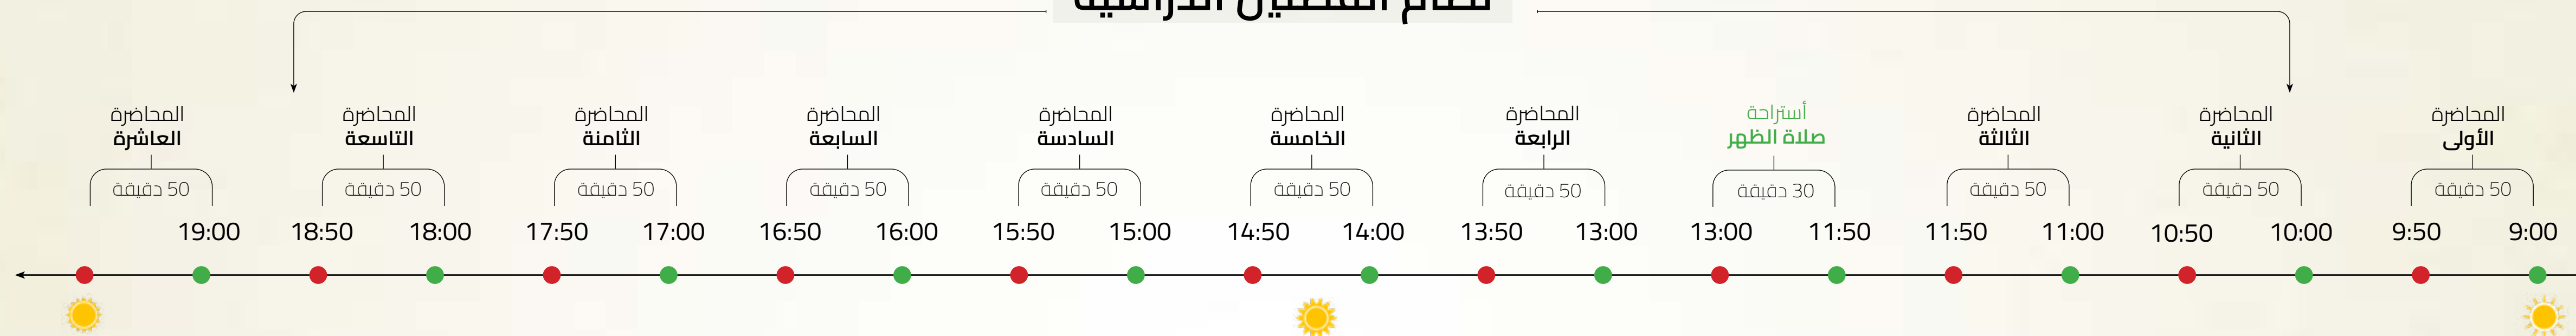 نظام الفصلين الدراسية
المحاضرة
الأولى
50 دقيقة
9:00
9:50
المحاضرة
الثانية
50 دقيقة
10:00
10:50
المحاضرة
الثالثة
50 دقيقة
11:00
11:50
أستراحة
صلاة الظهر
30 دقيقة
11:50
13:00
المحاضرة
الرابعة
50 دقيقة
13:00
13:50
المحاضرة
الخامسة
50 دقيقة
14:00
14:50
المحاضرة
السادسة
50 دقيقة
15:00
15:50
المحاضرة
السابعة
50 دقيقة
16:00
16:50
المحاضرة
الثامنة
50 دقيقة
17:00
17:50
المحاضرة
التاسعة
50 دقيقة
18:00
18:50
المحاضرة
العاشرة
50 دقيقة
19:00